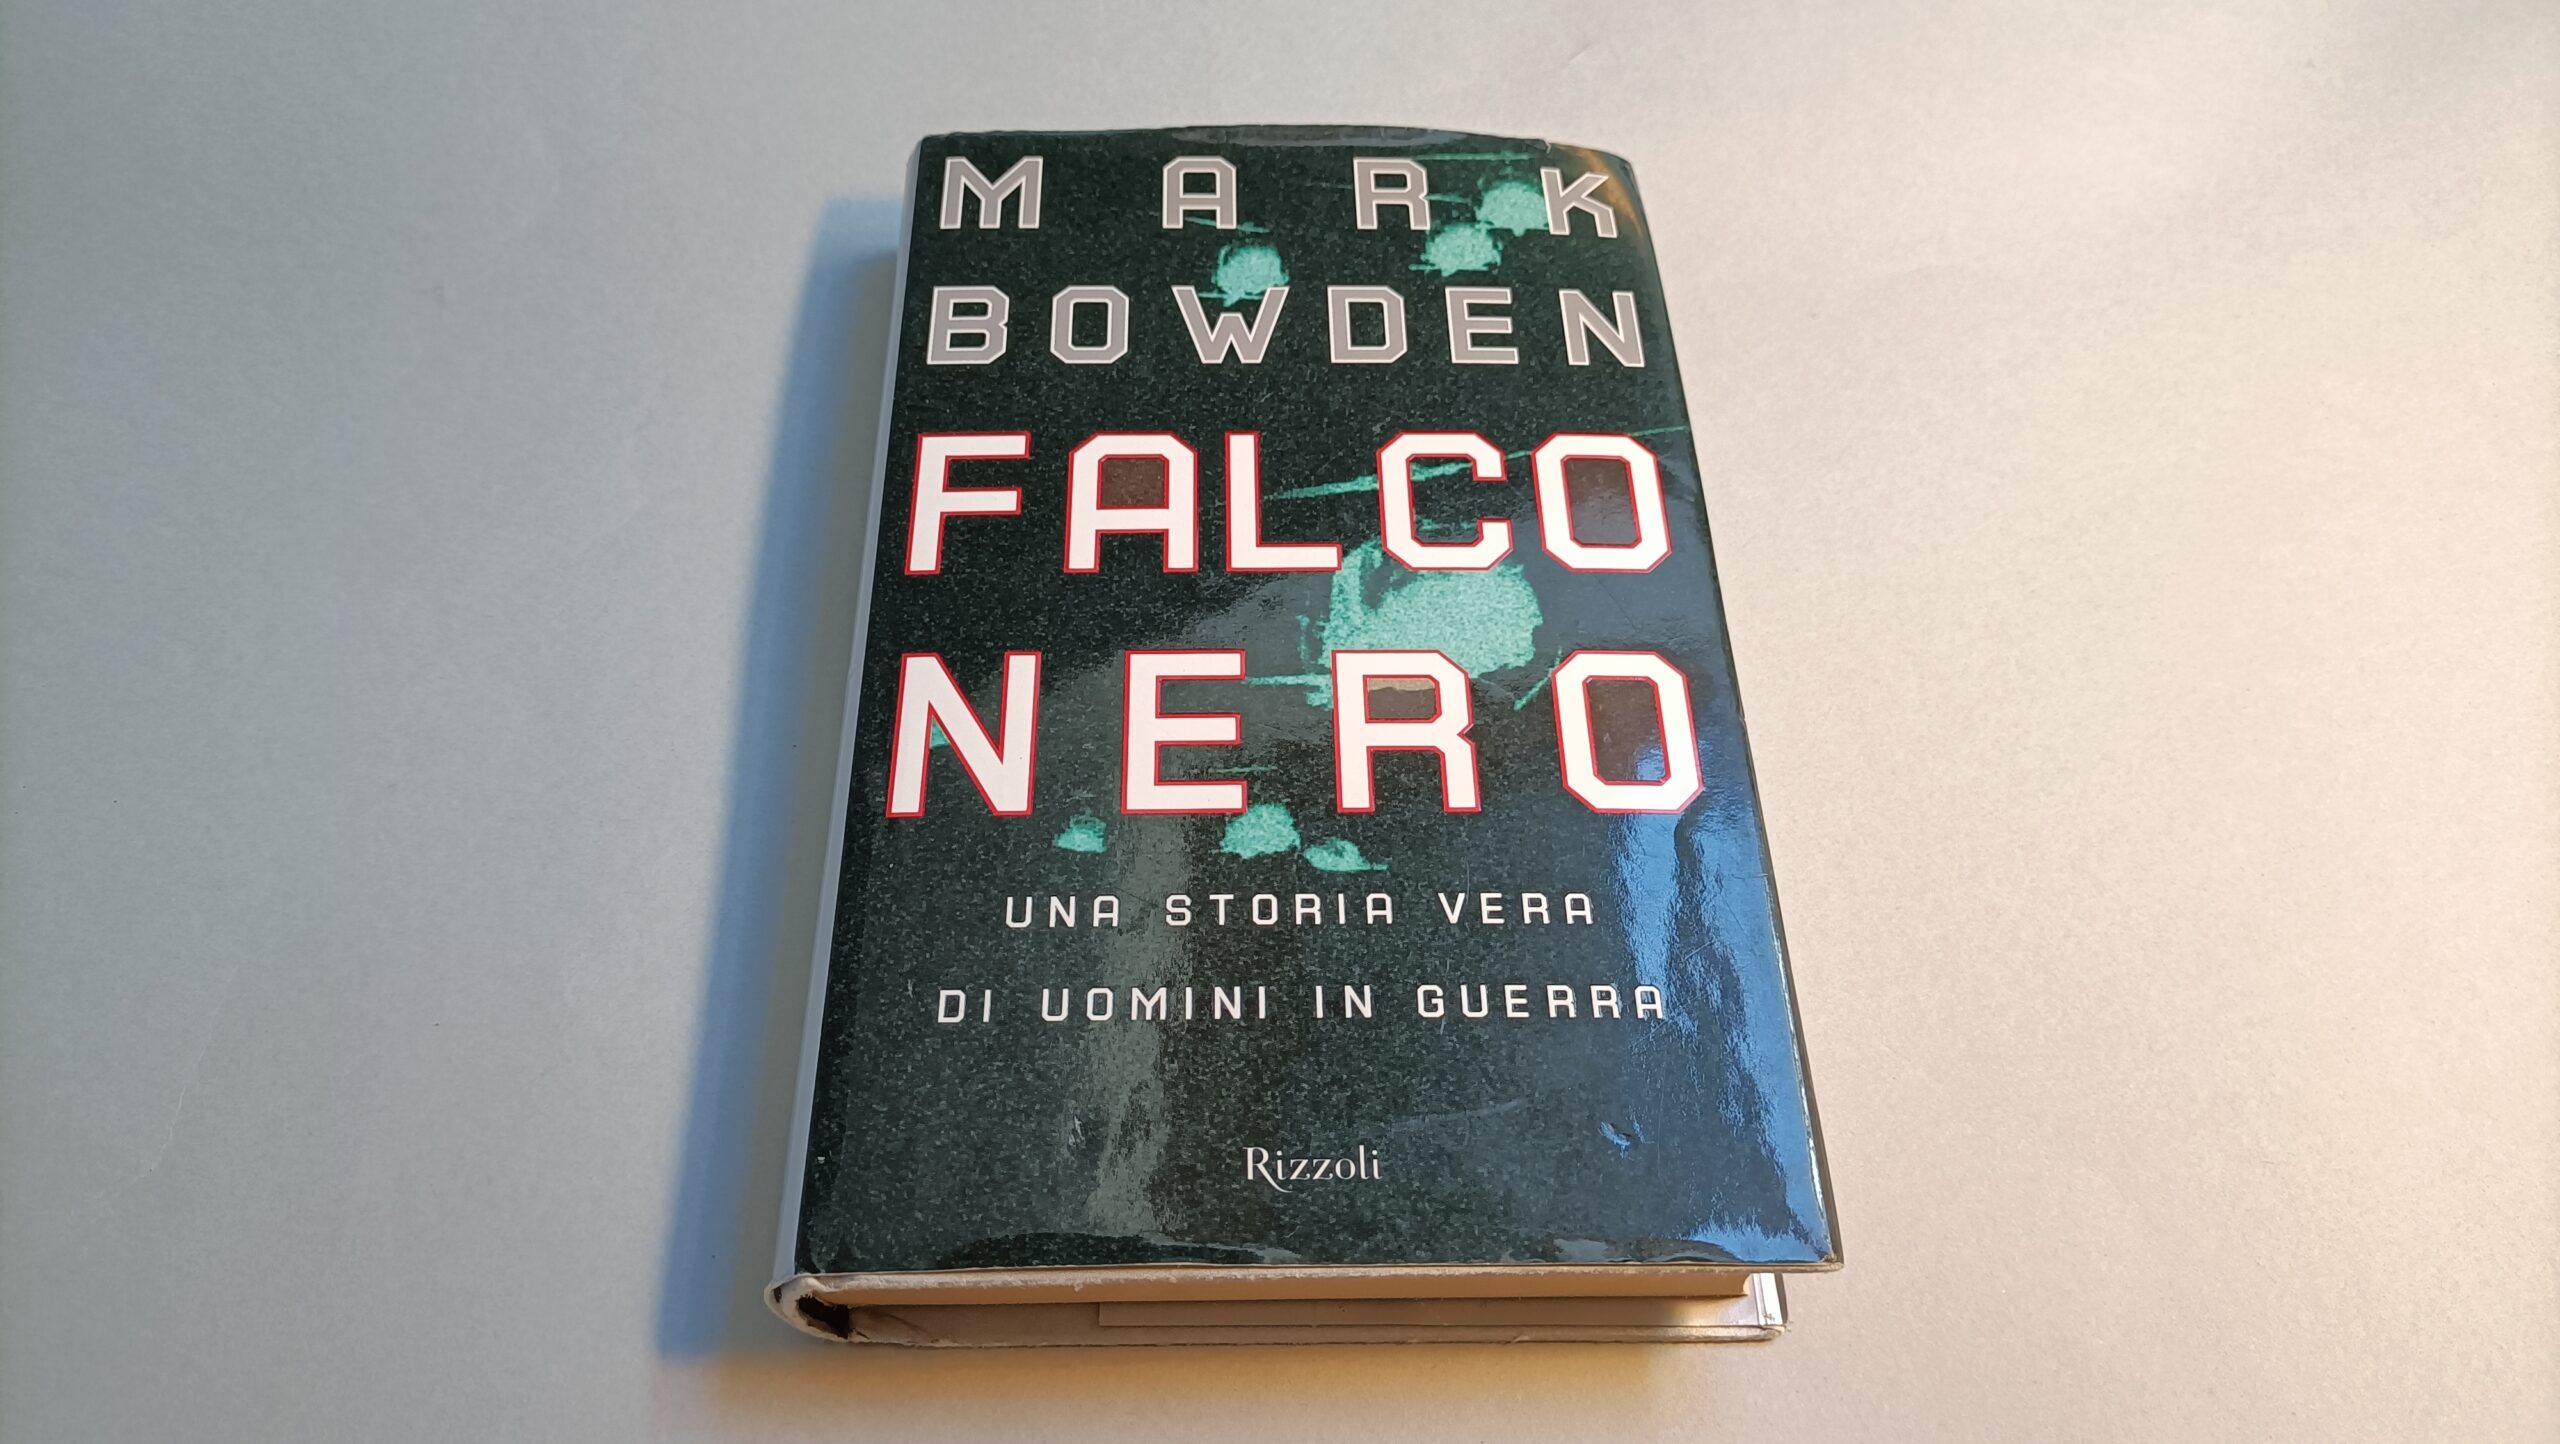 MARK
BOWDEN
FALCO
NERO
UNA STORIA VERA
DI UOMINI IN GUERRA
Rizzoli